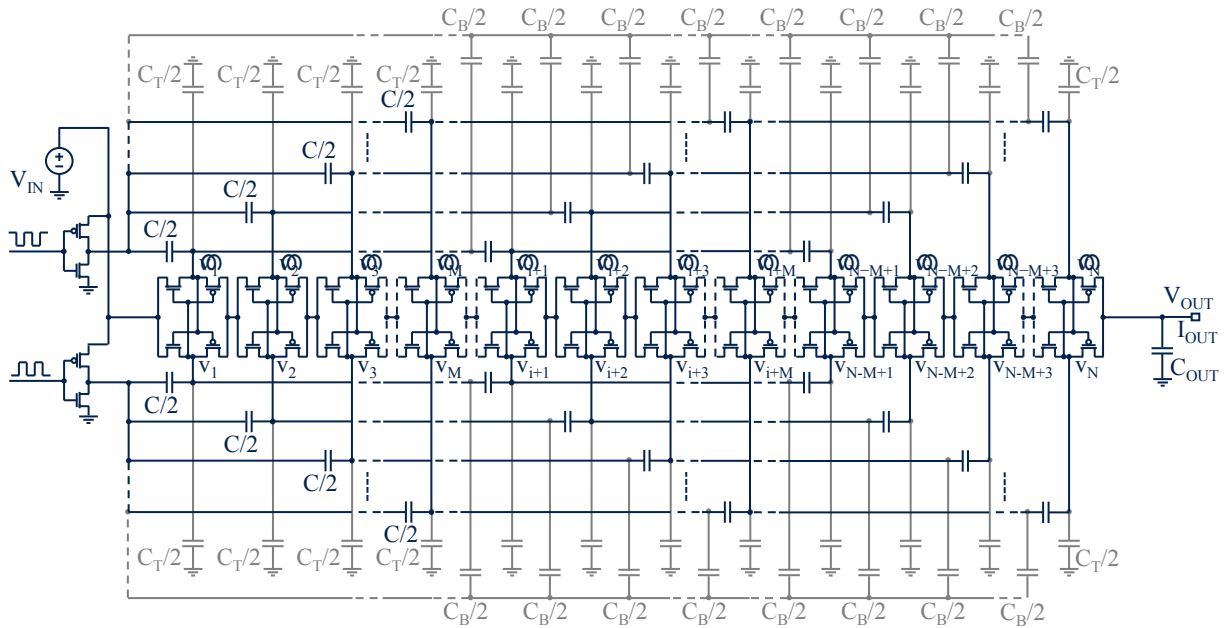 C_B/2 C_B/2 C_B/2 C_B/2 C_B/2 C_B/2 C_B/2 C_B/2
C_T/2 C_T/2 C_T/2 C_T/2 C_T/2
C/2
C/2
V_IN
C/2
C/2
V_OUT
I_OUT
v_1 v_2 v_3 v_M v_i+1 v_i+2 v_i+3 v_i+M v_N-M+1 v_N-M+2 v_N-M+3 v_N
C_OUT
C/2
C/2
C/2
C/2
C_T/2 C_T/2 C_T/2 C_T/2 C_T/2
C_B/2 C_B/2 C_B/2 C_B/2 C_B/2 C_B/2 C_B/2 C_B/2